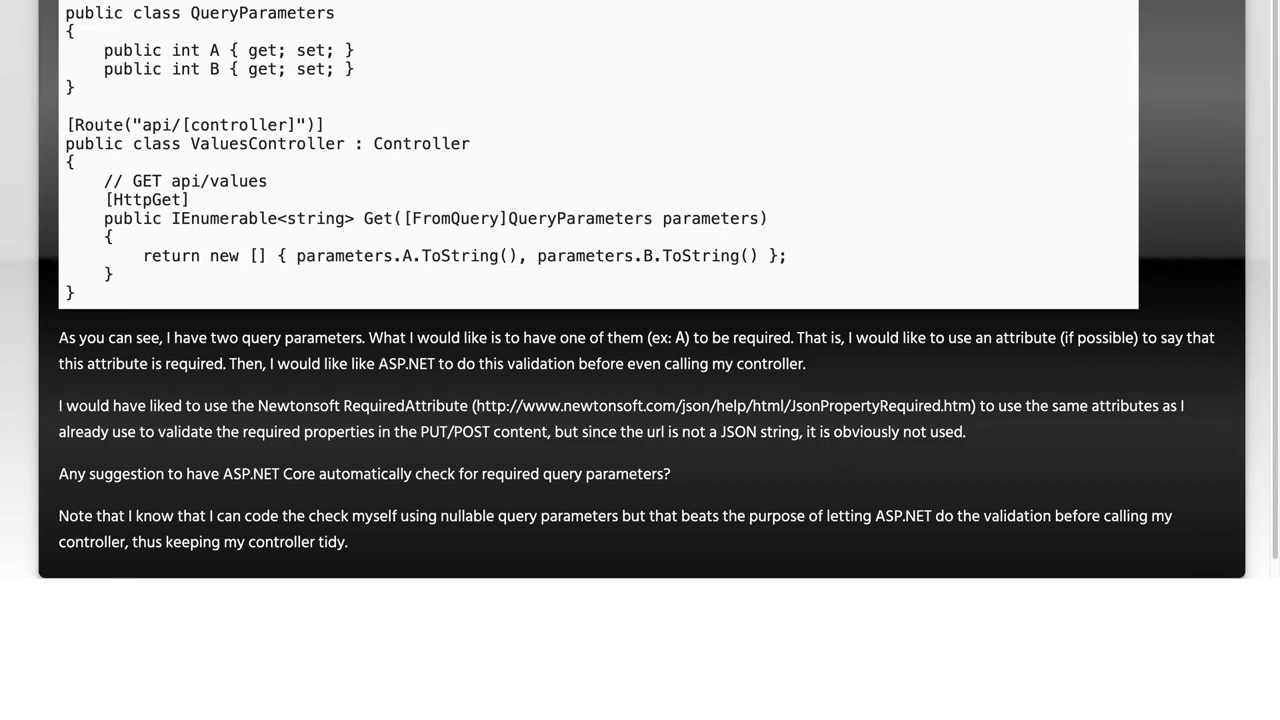 public class QueryParameters
{
    public int A { get; set; }
    public int B { get; set; }
}
[Route("api/[controller]")]
public class ValuesController : Controller
{
    // GET api/values
    [HttpGet]
    public IEnumerable<string> Get([FromQuery]QueryParameters parameters)
    {
        return new [] { parameters.A.ToString(), parameters.B.ToString() };
    }
}
As you can see, I have two query parameters. What I would like is to have one of them (ex: A) to be required. That is, I would like to use an attribute (if possible) to say that
this attribute is required. Then, I would like like ASP.NET to do this validation before even calling my controller.
I would have liked to use the Newtonsoft RequiredAttribute (http://www.newtonsoft.com/json/help/html/JsonPropertyRequired.htm) to use the same attributes as I
already use to validate the required properties in the PUT/POST content, but since the url is not a JSON string, it is obviously not used.
Any suggestion to have ASP.NET Core automatically check for required query parameters?
Note that I know that I can code the check myself using nullable query parameters but that beats the purpose of letting ASP.NET do the validation before calling my
controller, thus keeping my controller tidy.